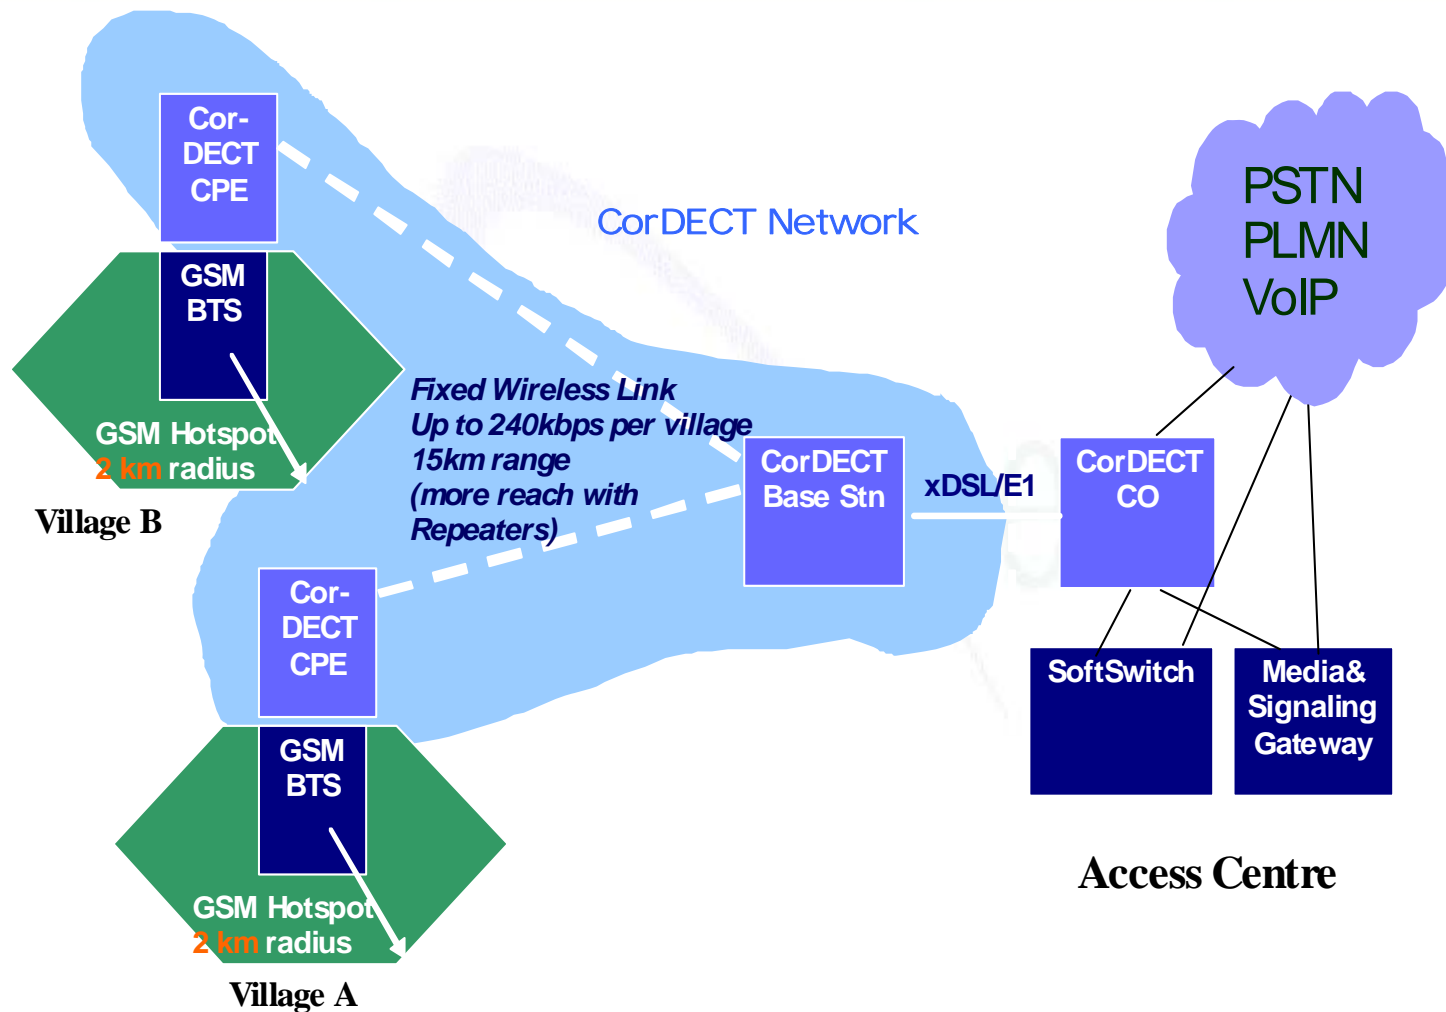 Cor-
DECT
CPE
GSM
BTS
GSM Hotspot
2 km radius
Village B
CorDECT Network
Fixed Wireless Link
Up to 240kbps per village
15km range
(more reach with
Repeaters)
Cor-
DECT
CPE
GSM
BTS
GSM Hotspot
2 km radius
Village A
CorDECT
Base Stn
xDSL/E1
CorDECT
CO
PSTN
PLMN
VoIP
SoftSwitch
Media&
Signaling
Gateway
Access Centre